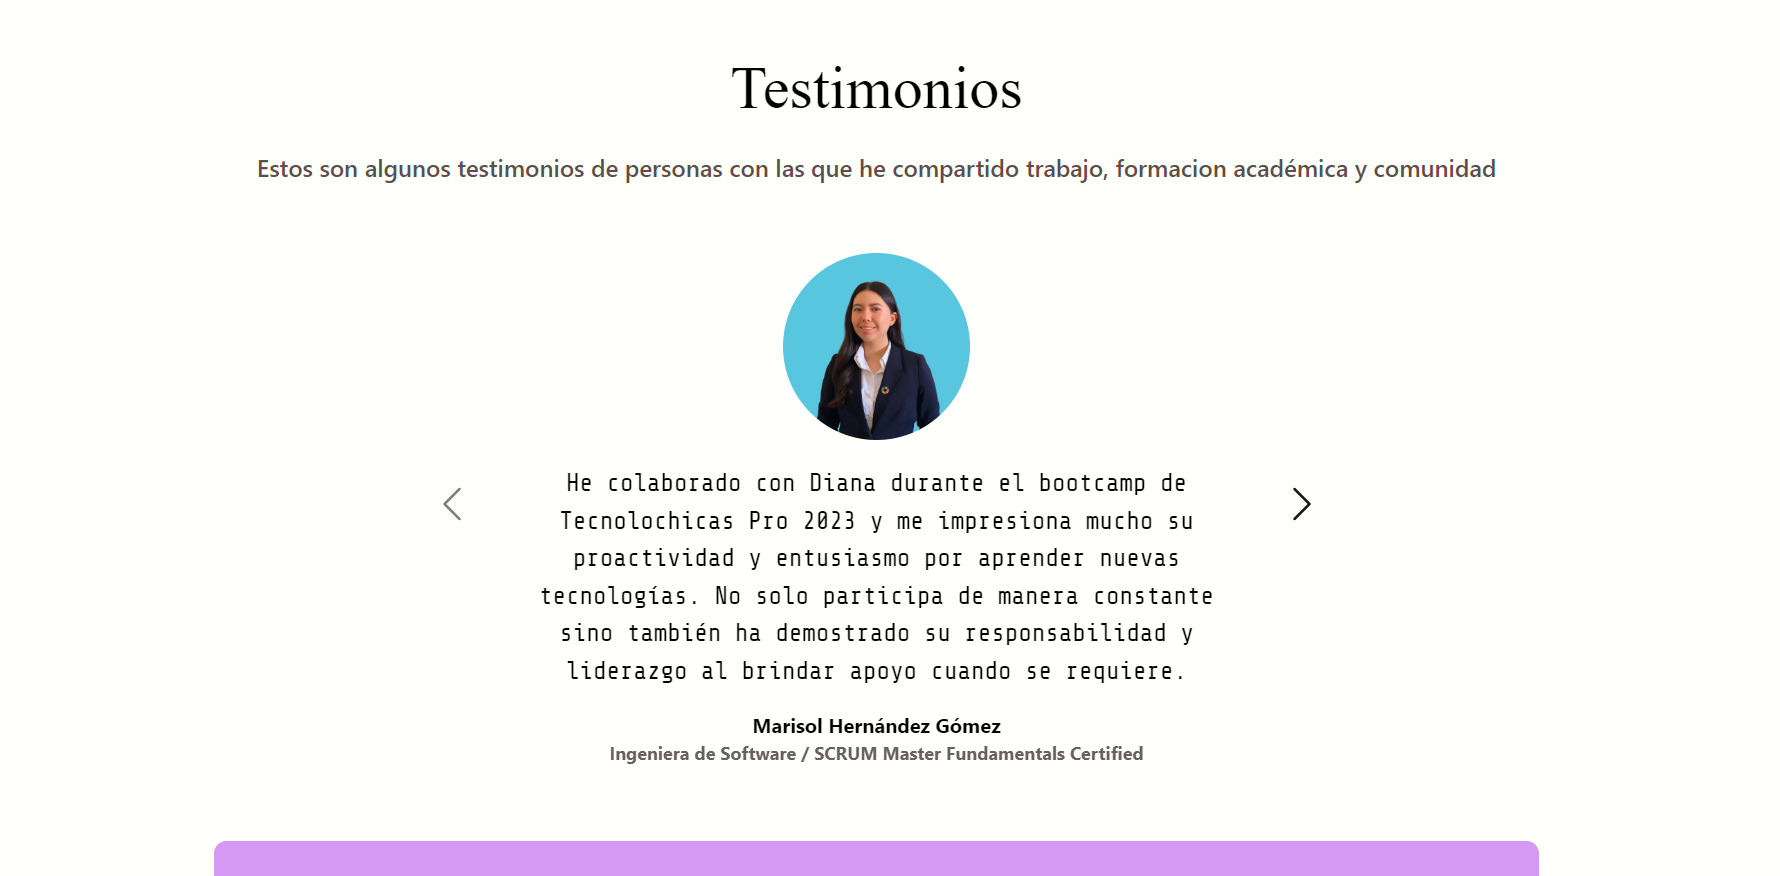 Testimonios
Estos son algunos testimonios de personas con las que he compartido trabajo, formacion académica y comunidad
He colaborado con Diana durante el bootcamp de
Tecnolochicas Pro 2023 y me impresiona mucho su
proactividad y entusiasmo por aprender nuevas
tecnologías. No solo participa de manera constante
sino también ha demostrado su responsabilidad y
liderazgo al brindar apoyo cuando se requiere.
Marisol Hernández Gómez
Ingeniera de Software / SCRUM Master Fundamentals Certified